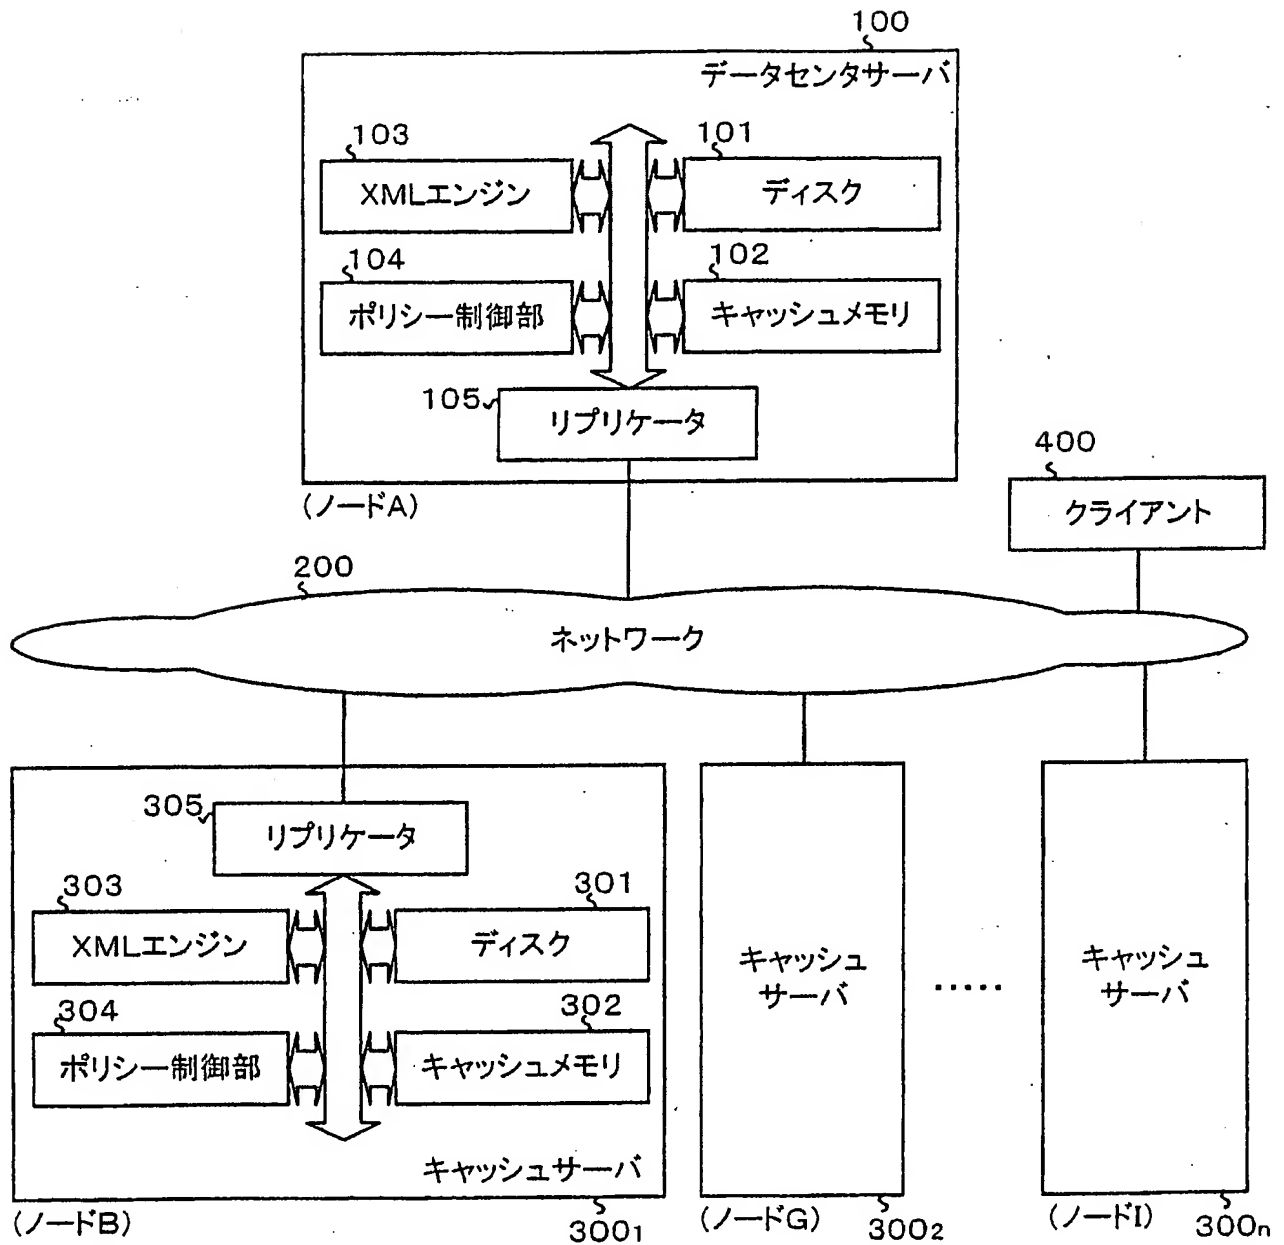 100
データセンタサーバ
103
101
XMLエンジン
ディスク
104
102
ポリシー制御部
キャッシュメモリ
105
リプリケータ
(ノードA)
400
クライアント
200
ネットワーク
305
リプリケータ
303
301
XMLエンジン
ディスク
304
302
ポリシー制御部
キャッシュメモリ
キャッシュサーバ
(ノードB)
300₁
キャッシュ
サーバ
(ノードG)
300₂
.....
キャッシュ
サーバ
(ノードI)
300ₙ